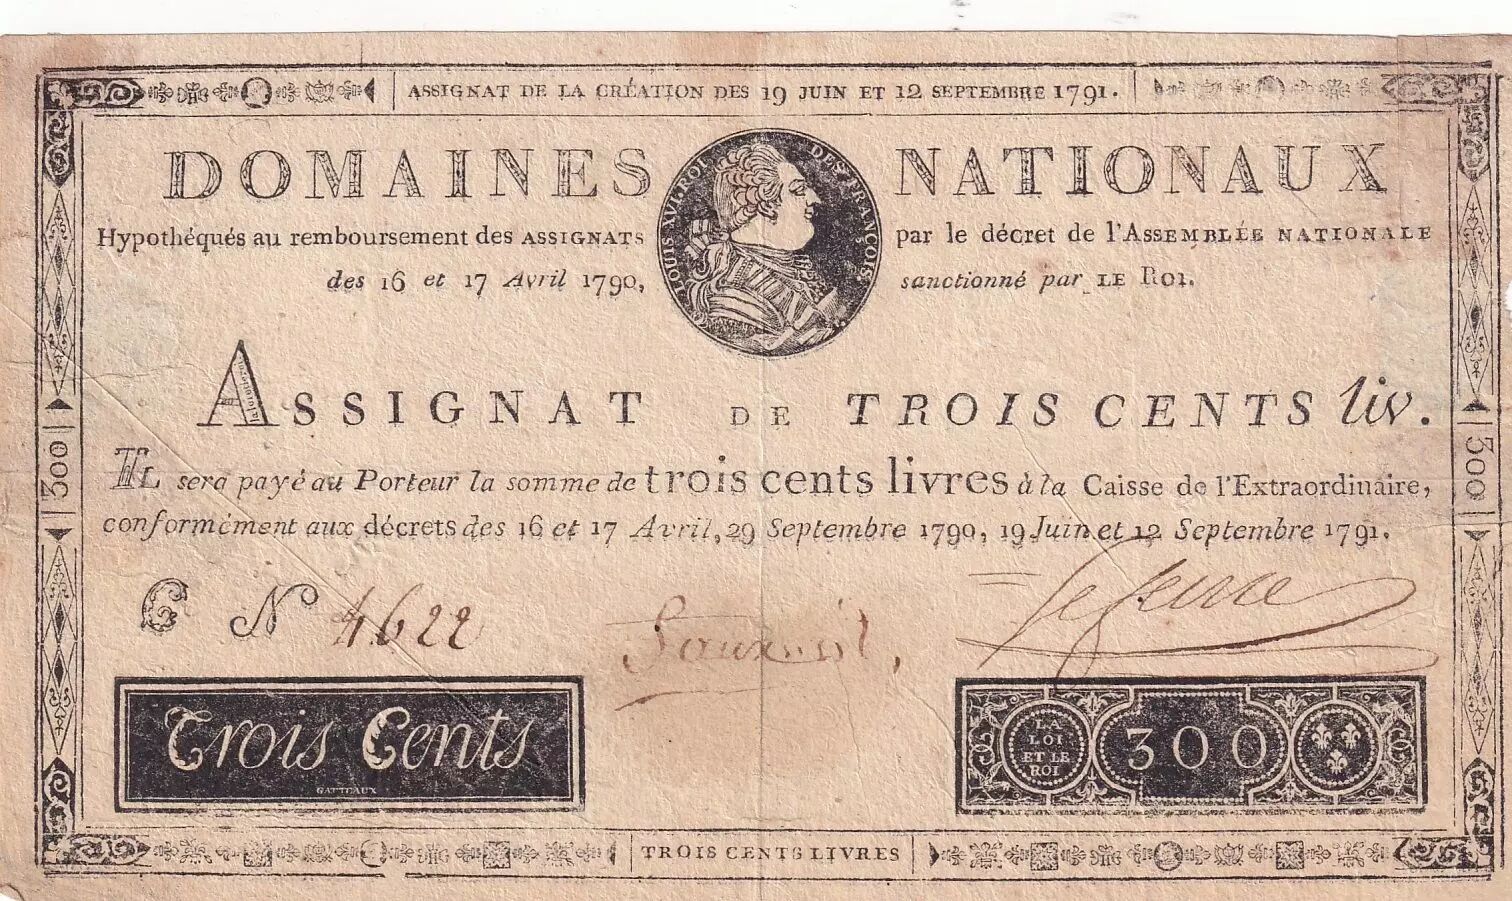 ASSIGNAT DE LA CRÉATION DES 19 JUIN ET 12 SEPTEMBRE 1791.
DOMAINES NATIONAUX
LOUIS XVI ROI DES FRANÇOIS
Hypothéqués au remboursement des ASSIGNATS par le décret de l'ASSEMBLÉE NATIONALE
des 16 et 17 Avril 1790, sanctionné par LE ROI.
ASSIGNAT DE TROIS CENTS liv.
IL sera payé au Porteur la somme de trois cents livres à la Caisse de l'Extraordinaire,
conformément aux décrets des 16 et 17 Avril, 29 Septembre 1790, 19 Juin et 12 Septembre 1791.
300
300
C N° 4622
Trois Cents
GATTEAUX
LA
LOI
ET LE
ROI
300
TROIS CENTS LIVRES